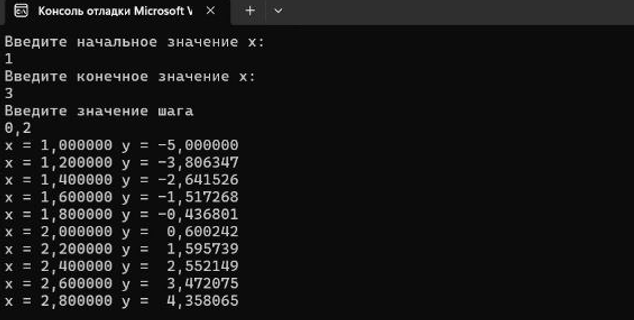 Консоль отладки Microsoft V
Введите начальное значение x:
1
Введите конечное значение x:
3
Введите значение шага
0,2
x = 1,000000 y = -5,000000
x = 1,200000 y = -3,806347
x = 1,400000 y = -2,641526
x = 1,600000 y = -1,517268
x = 1,800000 y = -0,436801
x = 2,000000 y =  0,600242
x = 2,200000 y =  1,595739
x = 2,400000 y =  2,552149
x = 2,600000 y =  3,472075
x = 2,800000 y =  4,358065